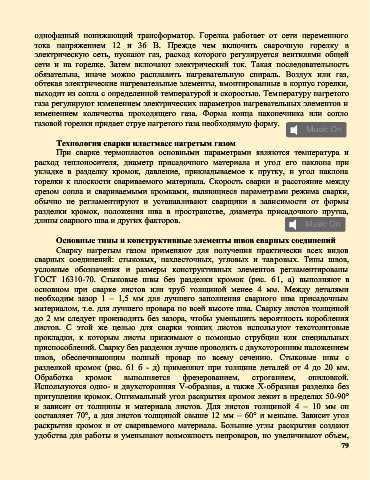 однофазный понижающий трансформатор. Горелка работает от сети переменного
тока напряжением 12 и 36 В. Прежде чем включить сварочную горелку в
электрическую сеть, пускают газ, расход которого регулируется вентилями общей
сети и на горелке. Затем включают электрический ток. Такая последовательность
обязательна, иначе можно расплавить нагревательную спираль. Воздух или газ,
обтекая электрические нагревательные элементы, вмонтированные в корпус горелки,
выходит из сопла с определенной температурой и скоростью. Температуру нагретого
газа регулируют изменением электрических параметров нагревательных элементов и
изменением количества проходящего газа. Форма конца наконечника или сопло
газовой горелки придает струе нагретого газа необходимую форму.
Music On
Технология сварки пластмасс нагретым газом
При сварке термопластов основными параметрами являются температура и
расход теплоносителя, диаметр присадочного материала и угол его наклона при
укладке в разделку кромок, давление, прикладываемое к прутку, и угол наклона
горелки к плоскости свариваемого материала. Скорость сварки и расстояние между
срезом сопла и свариваемыми кромками, являющиеся параметрами режима сварки,
обычно не регламентируют и устанавливают сварщики в зависимости от формы
разделки кромок, положения шва в пространстве, диаметра присадочного прутка,
длины сварного шва и других факторов.
Music On
Основные типы и конструктивные элементы швов сварных соединений
Сварку нагретым газом применяют для получения практически всех видов
сварных соединений: стыковых, нахлесточных, угловых и тавровых. Типы швов,
условные обозначения и размеры конструктивных элементов регламентированы
ГОСТ 16310-70. Стыковые швы без разделки кромок (рис. 61, а) выполняют в
основном при сварке листов или труб толщиной менее 4 мм. Между деталями
необходим зазор 1 – 1,5 мм для лучшего заполнения сварного шва присадочным
материалом, т.е. для лучшего провара по всей высоте шва. Сварку листов толщиной
до 2 мм следует производить без зазора, чтобы уменьшить вероятность коробления
листов. С этой же целью для сварки тонких листов используют текстолитовые
прокладки, к которым листы прижимают с помощью струбцин или специальных
приспособлений. Сварку без разделки лучше проводить с двухсторонним наложением
швов, обеспечивающим полный провар по всему сечению. Стыковые швы с
разделкой кромок (рис. 61 б - д) применяют при толщине деталей от 4 до 20 мм.
Обработка кромок выполняется фрезерованием, строганием, опиловкой.
Используются одно- и двухсторонняя V-образная, а также X-образная разделка без
притупления кромок. Оптимальный угол раскрытия кромок лежит в пределах 50-90°
и зависит от толщины и материала листов. Для листов толщиной 4 – 10 мм он
составляет 70°, а для листов толщиной свыше 12 мм – 60° и меньше. Зависит угол
раскрытия кромок и от свариваемого материала. Большие углы раскрытия создают
удобства для работы и уменьшают возможность непроваров, но увеличивают объем,
79